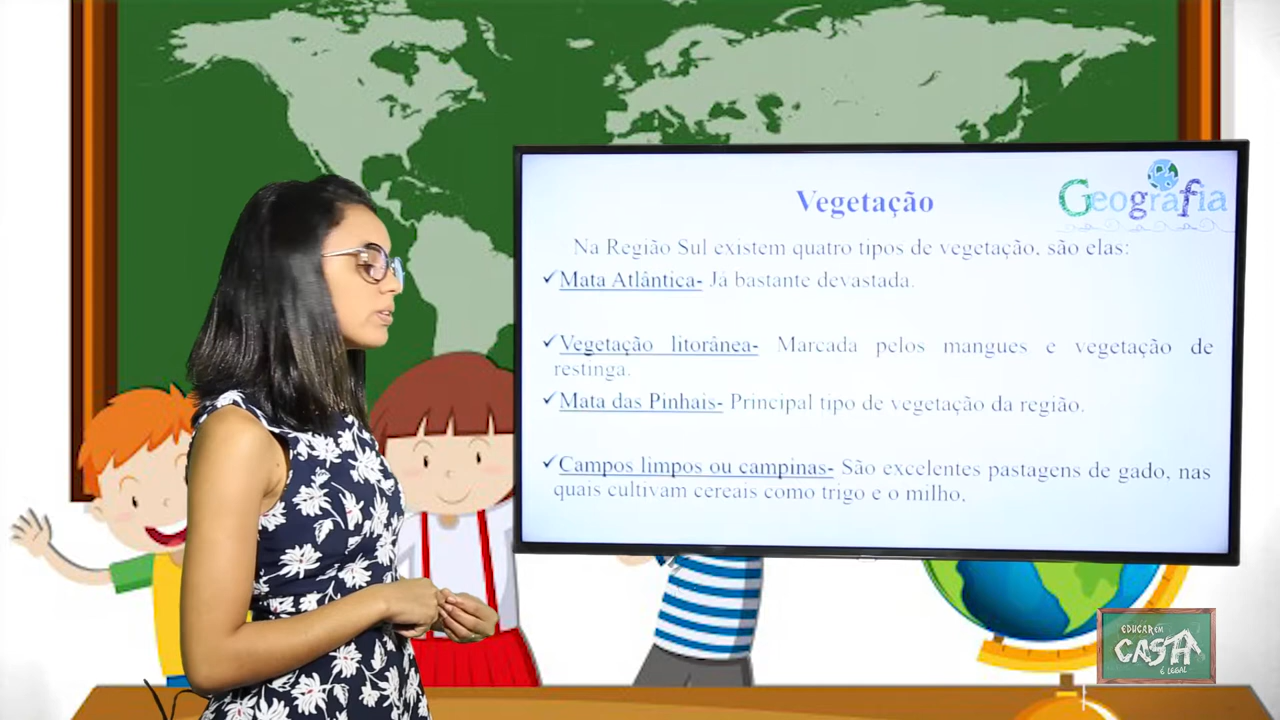 Geografia
Vegetação
Na Região Sul existem quatro tipos de vegetação, são elas:
Mata Atlântica- Já bastante devastada.
Vegetação litorânea- Marcada pelos mangues e vegetação de
restinga.
Mata das Pinhais- Principal tipo de vegetação da região.
Campos limpos ou campinas- São excelentes pastagens de gado, nas
quais cultivam cereais como trigo e o milho.
EDUCAR EM
CASA
É LEGAL